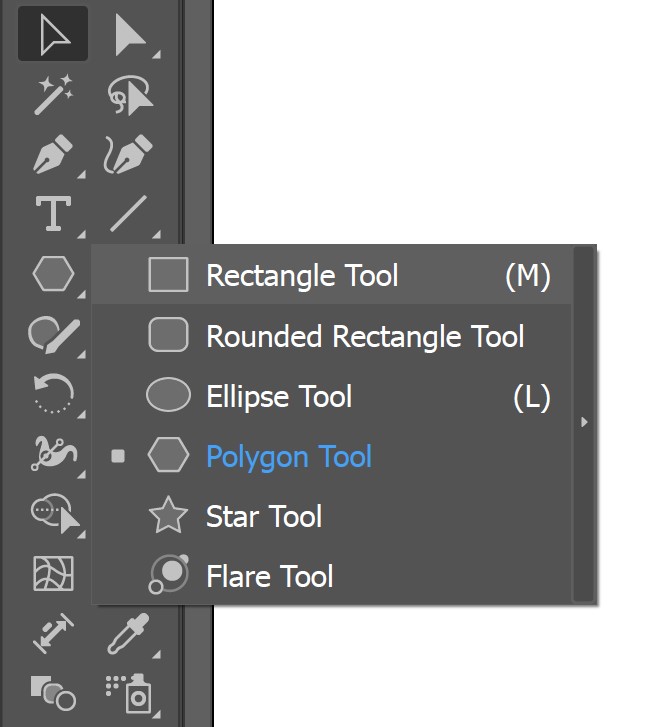 Rectangle Tool (M)
Rounded Rectangle Tool
Ellipse Tool (L)
Polygon Tool
Star Tool
Flare Tool